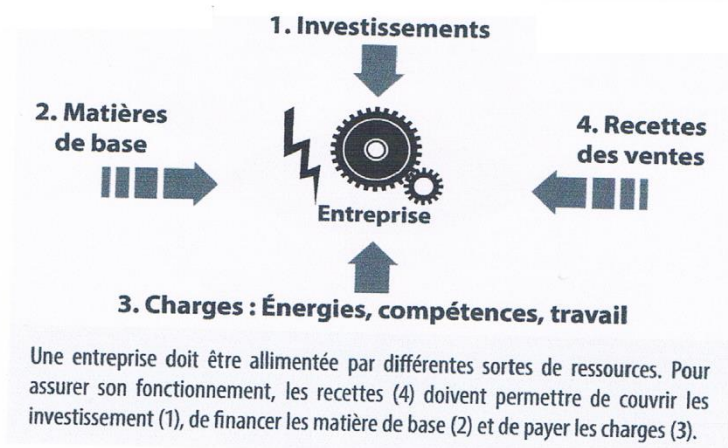 1. Investissements
2. Matières
de base
4. Recettes
des ventes
Entreprise
3. Charges : Énergies, compétences, travail
Une entreprise doit être allimentée par différentes sortes de ressources. Pour
assurer son fonctionnement, les recettes (4) doivent permettre de couvrir les
investissement (1), de financer les matière de base (2) et de payer les charges (3).